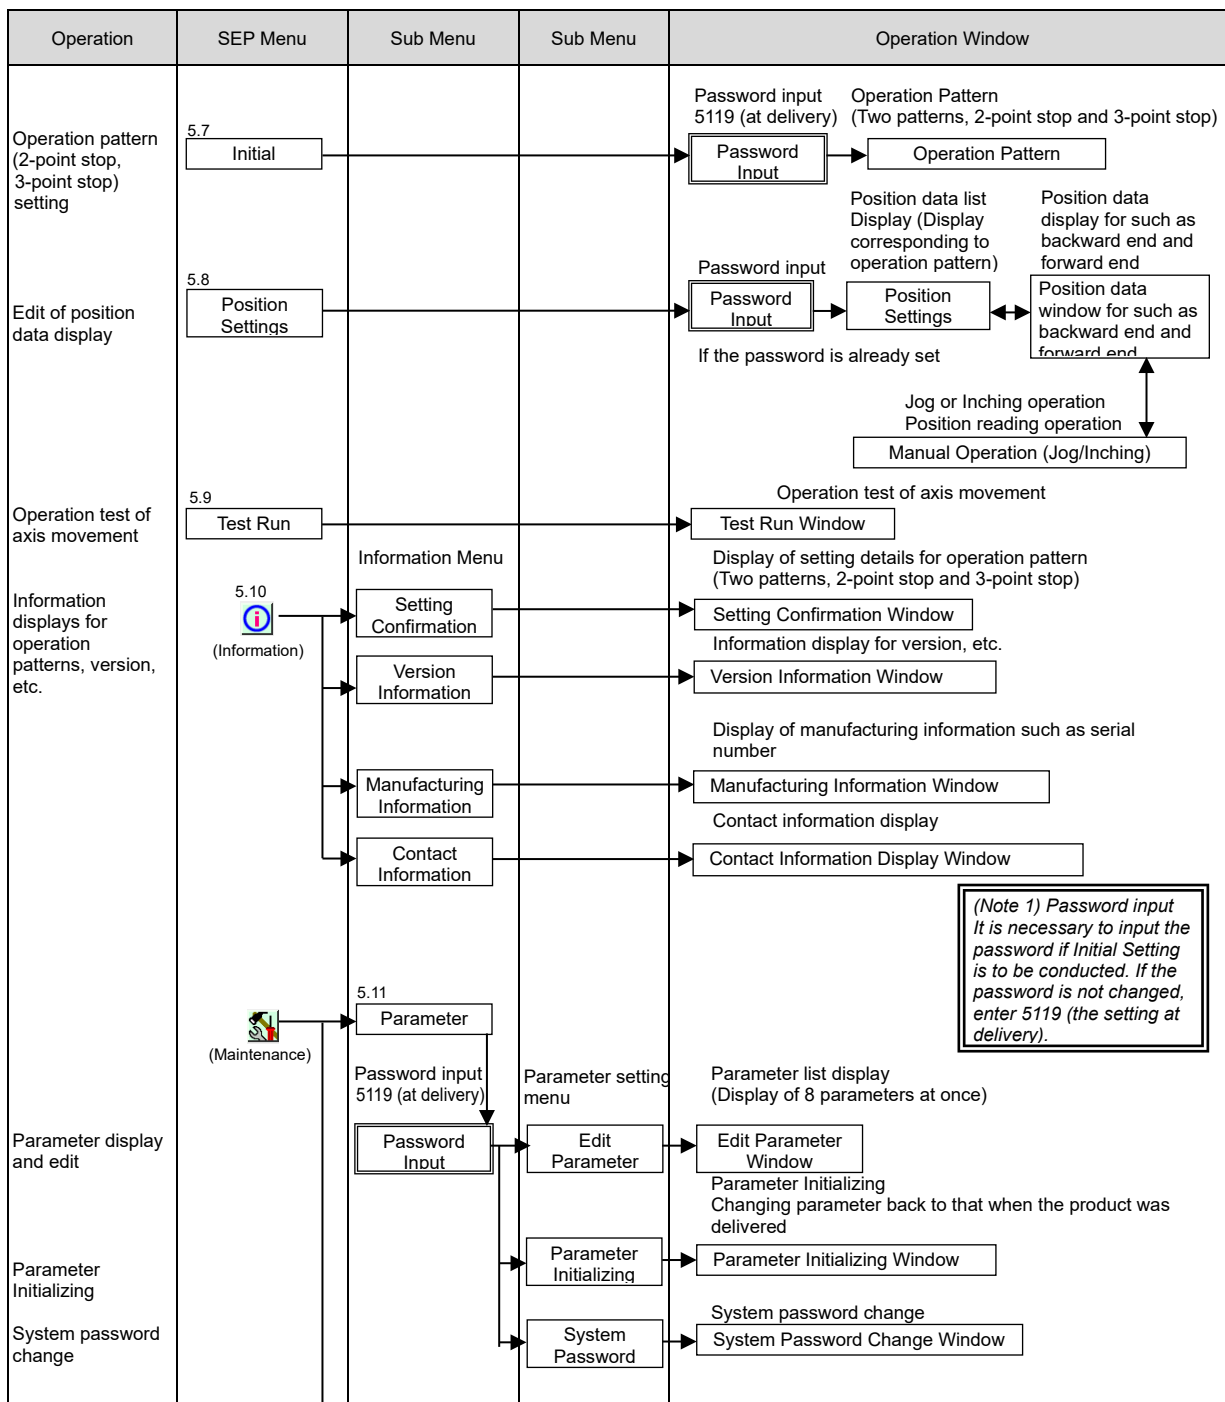 Operation
SEP Menu
Sub Menu
Sub Menu
Operation Window
Operation pattern
(2-point stop,
3-point stop)
setting
5.7
Initial
Password input
5119 (at delivery)
Password
Input
Operation Pattern
(Two patterns, 2-point stop and 3-point stop)
Operation Pattern
Edit of position
data display
5.8
Position
Settings
Password input
Password
Input
If the password is already set
Position data list
Display (Display
corresponding to
operation pattern)
Position
Settings
Position data
display for such as
backward end and
forward end
Position data
window for such as
backward end and
forward end
Jog or Inching operation
Position reading operation
Manual Operation (Jog/Inching)
Operation test of
axis movement
5.9
Test Run
Operation test of axis movement
Test Run Window
Information
displays for
operation
patterns, version,
etc.
5.10
(Information)
Information Menu
Setting
Confirmation
Display of setting details for operation pattern
(Two patterns, 2-point stop and 3-point stop)
Setting Confirmation Window
Version
Information
Information display for version, etc.
Version Information Window
Manufacturing
Information
Display of manufacturing information such as serial
number
Manufacturing Information Window
Contact
Information
Contact information display
Contact Information Display Window
(Note 1) Password input
It is necessary to input the
password if Initial Setting
is to be conducted. If the
password is not changed,
enter 5119 (the setting at
delivery).
(Maintenance)
5.11
Parameter
Password input
5119 (at delivery)
Parameter setting
menu
Parameter list display
(Display of 8 parameters at once)
Parameter display
and edit
Password
Input
Edit
Parameter
Edit Parameter
Window
Parameter Initializing
Changing parameter back to that when the product was
delivered
Parameter
Initializing
Parameter
Initializing
Parameter Initializing Window
System password
change
System
Password
System password change
System Password Change Window